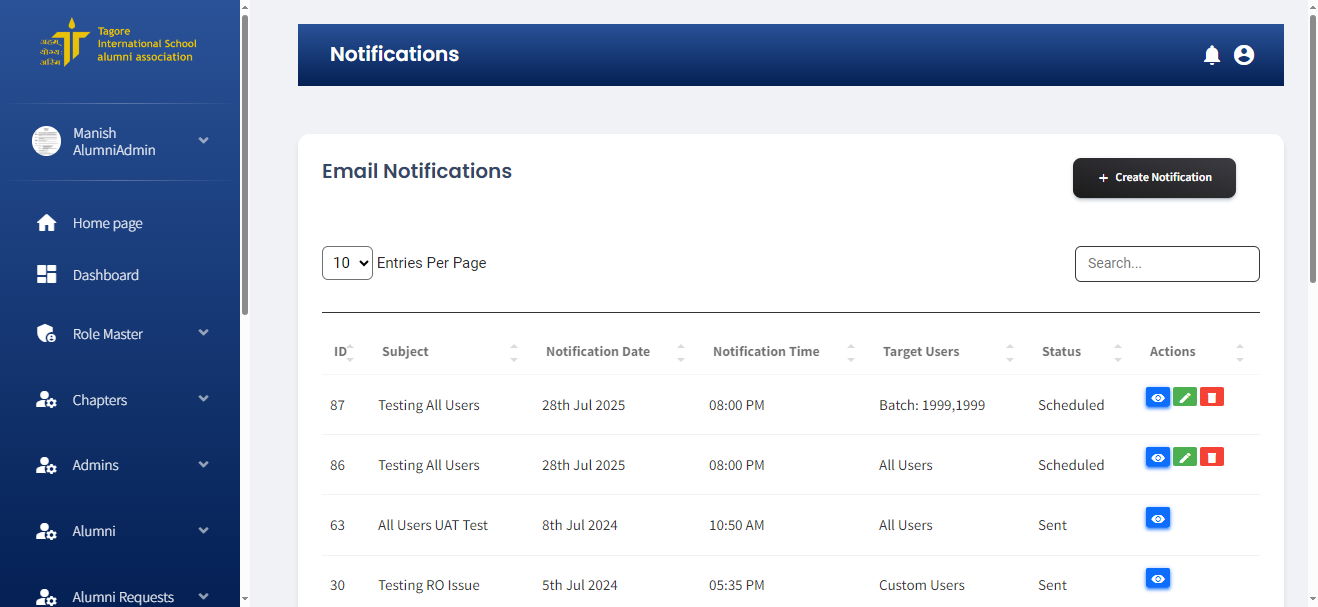 अहम्
योग्यः
अस्मि
Tagore
International School
alumni association
Manish
AlumniAdmin
Home page
Dashboard
Role Master
Chapters
Admins
Alumni
Alumni Requests
Notifications
Email Notifications
+ Create Notification
10 Entries Per Page
Search...
ID Subject Notification Date Notification Time Target Users Status Actions
87 Testing All Users 28th Jul 2025 08:00 PM Batch: 1999,1999 Scheduled
86 Testing All Users 28th Jul 2025 08:00 PM All Users Scheduled
63 All Users UAT Test 8th Jul 2024 10:50 AM All Users Sent
30 Testing RO Issue 5th Jul 2024 05:35 PM Custom Users Sent